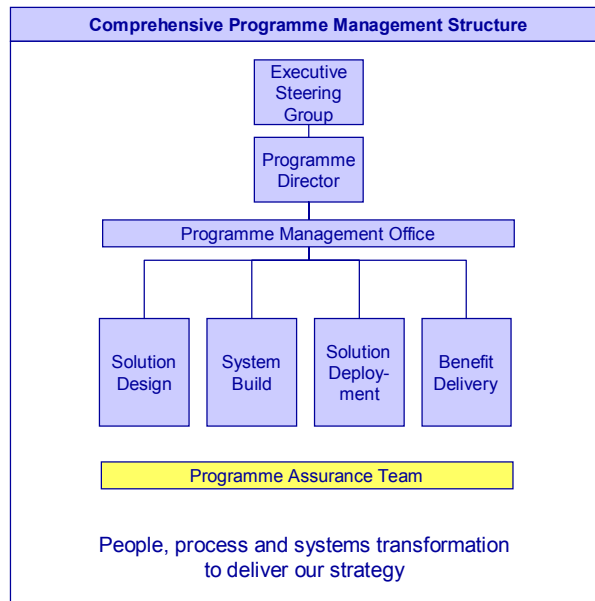 Comprehensive Programme Management Structure
Executive
Steering
Group
Programme
Director
Programme Management Office
Solution
Design
System
Build
Solution
Deploy-
ment
Benefit
Delivery
Programme Assurance Team
People, process and systems transformation
to deliver our strategy